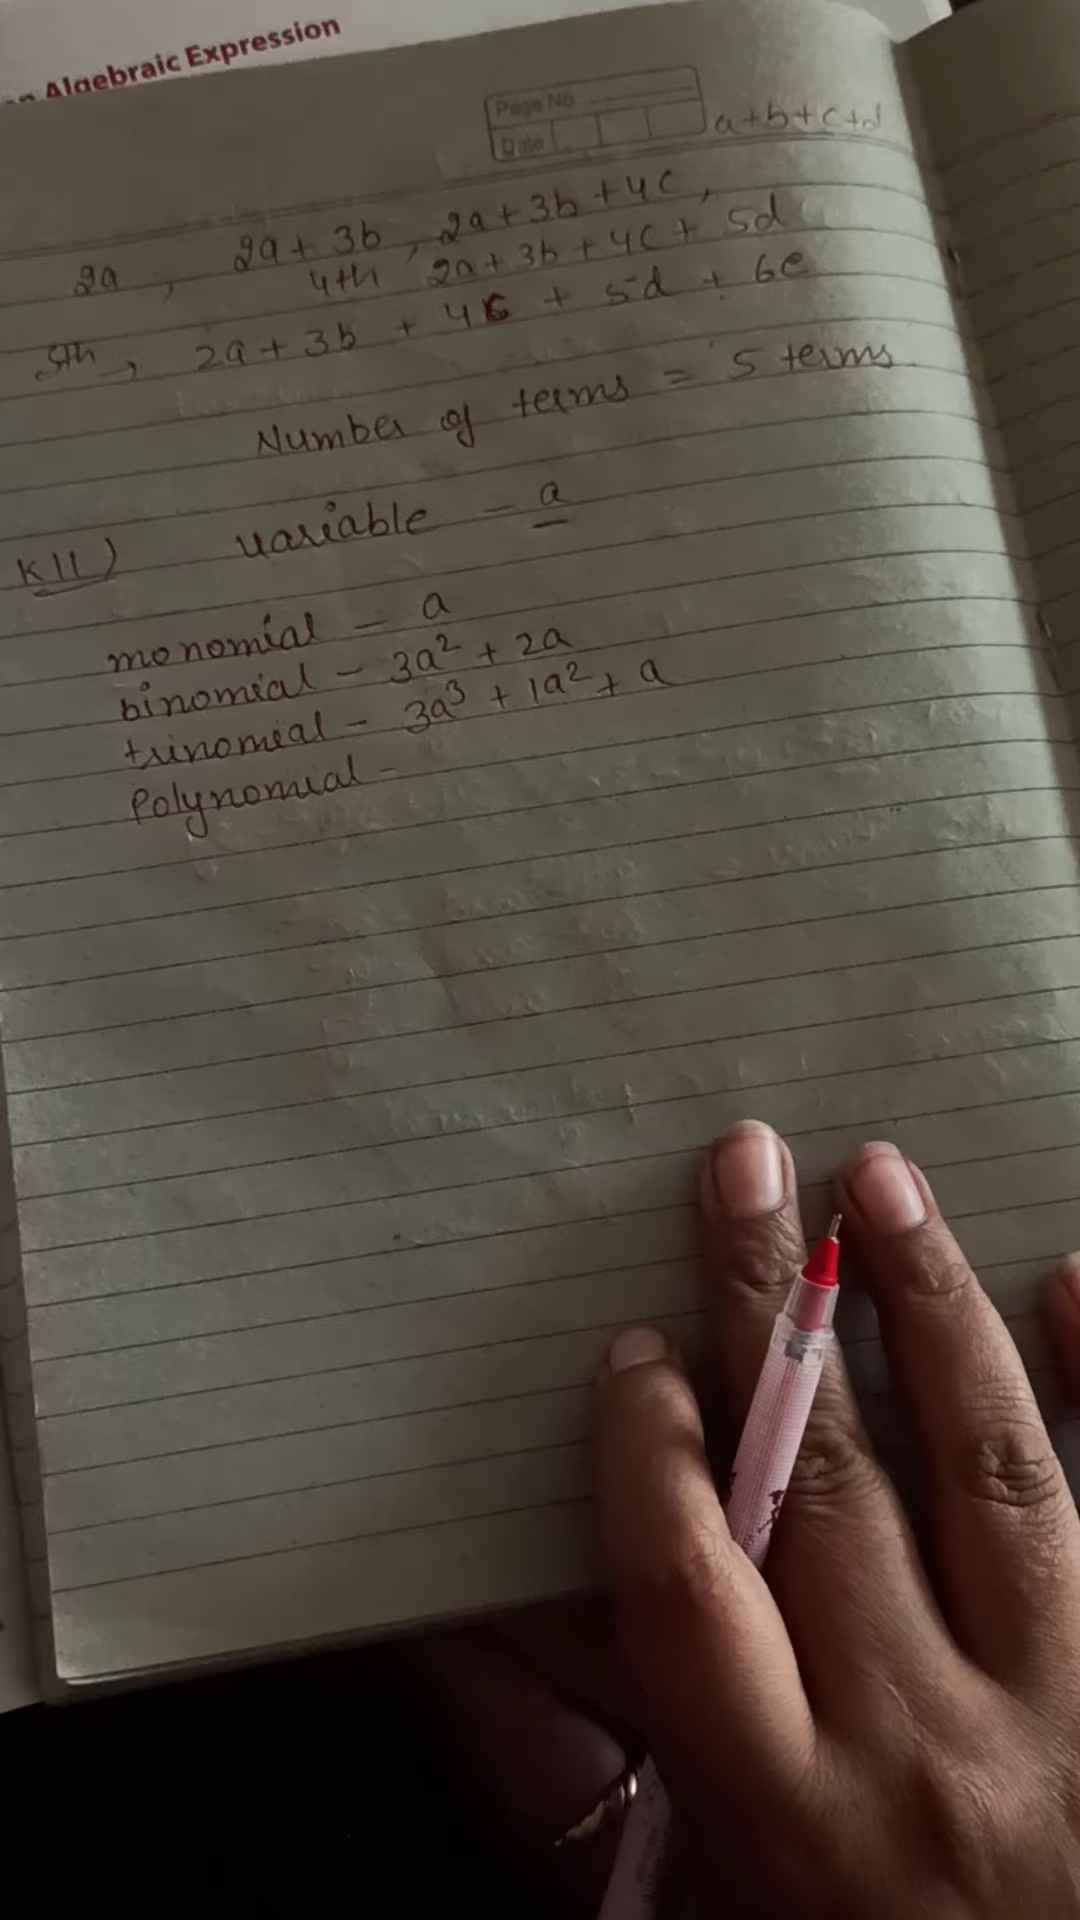 Algebraic Expression
Page No.
Date
a+b+c+d
2a, 2a+3b, 2a+3b+4c,
4th 2a+3b+4c+5d
5th, 2a+3b+4c+5d+6e
Number of terms = 5 terms
K11) variable - a
monomial - a
binomial - 3a² + 2a
trinomial - 3a³ + 1a² + a
Polynomial -